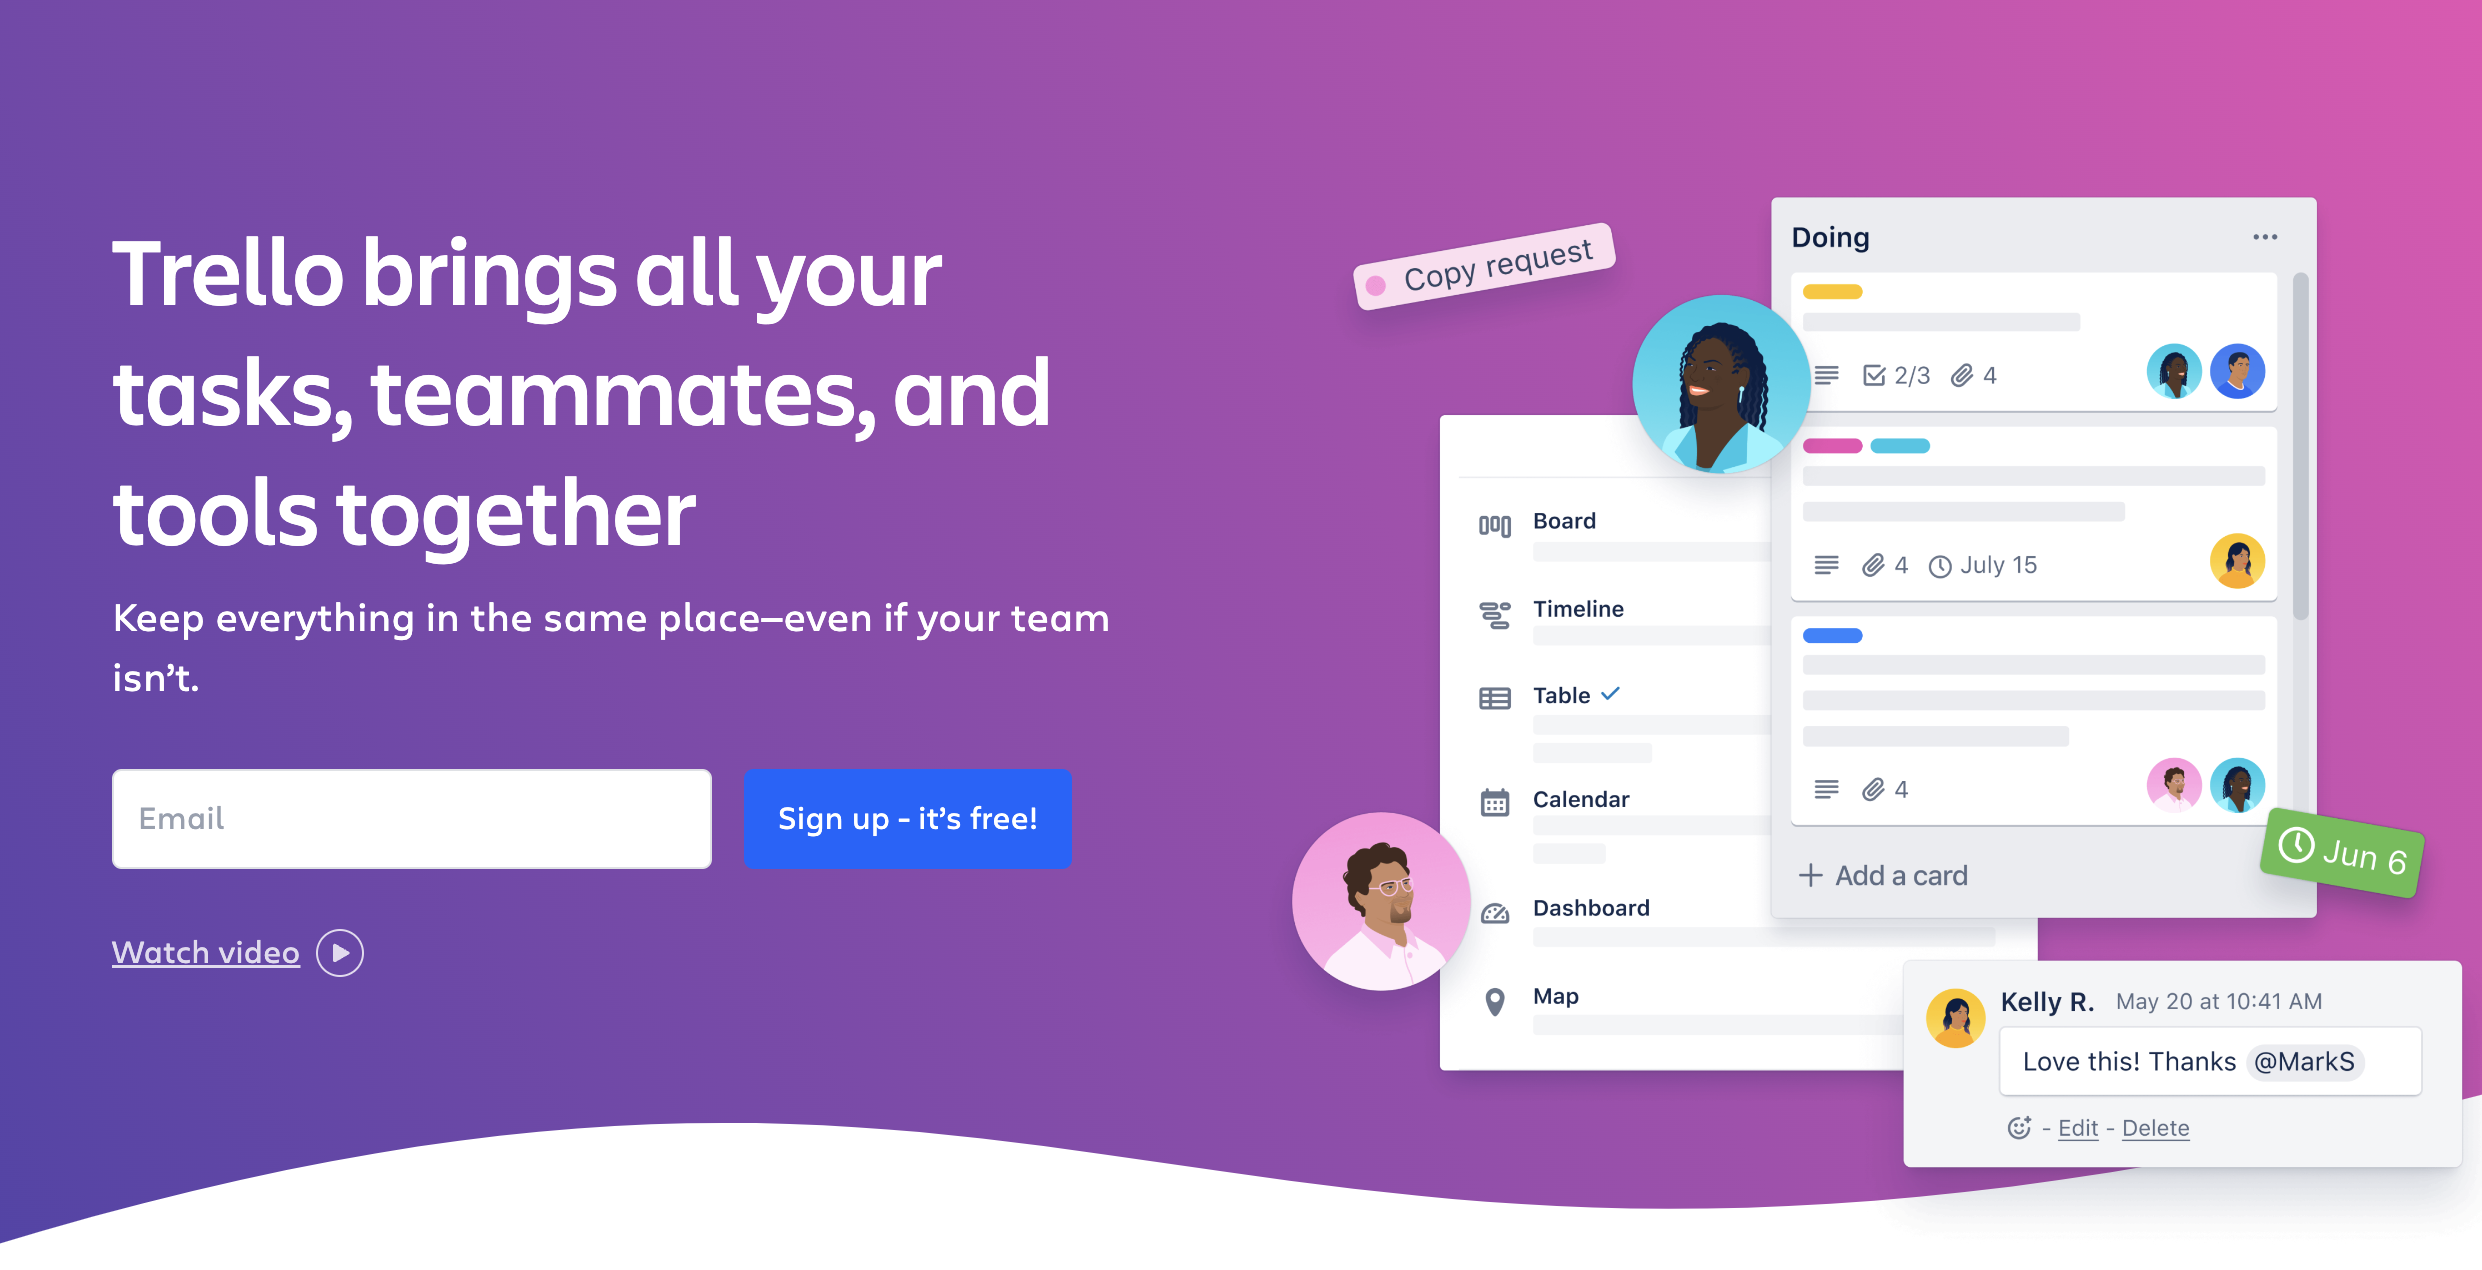 Trello brings all your
tasks, teammates, and
tools together
Keep everything in the same place—even if your team
isn’t.
Email
Sign up - it’s free!
Watch video
Copy request
Board
Timeline
Table
Calendar
Dashboard
Map
Doing
2/3 4
4 July 15
4
Add a card
Jun 6
Kelly R. May 20 at 10:41 AM
Love this! Thanks @MarkS
- Edit - Delete